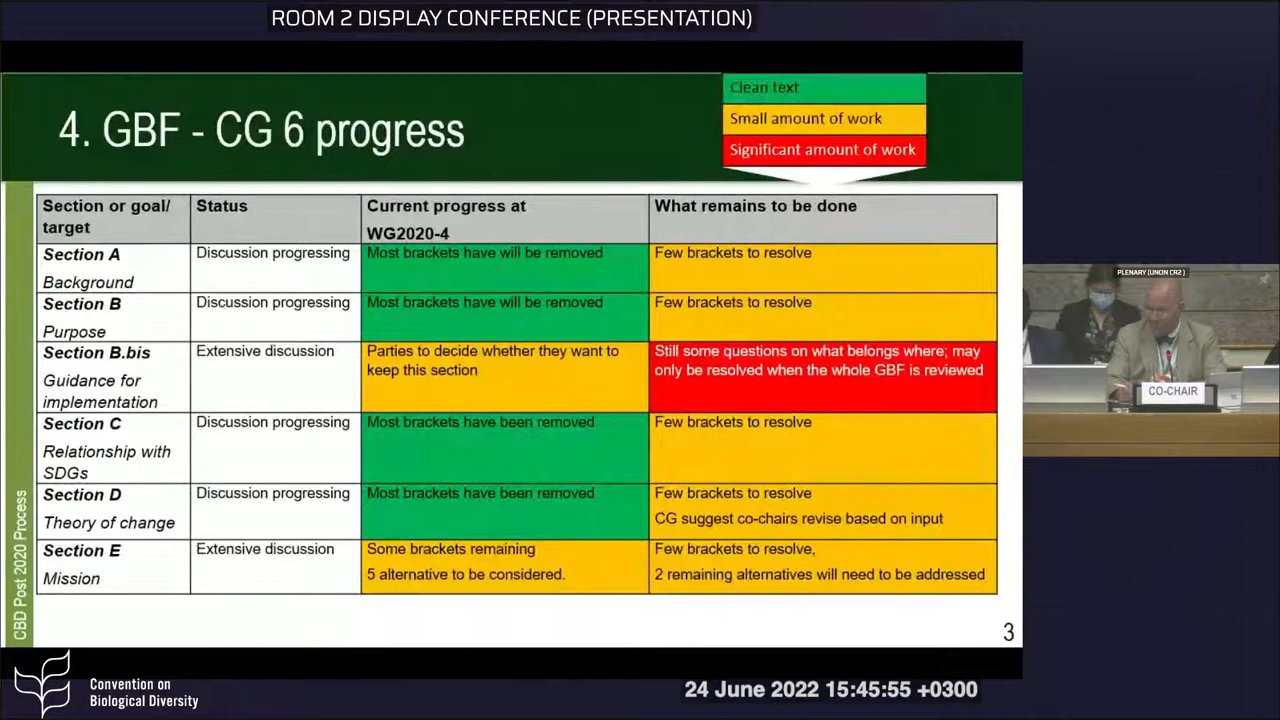 ROOM 2 DISPLAY CONFERENCE (PRESENTATION)
4. GBF - CG 6 progress
Clean text
Small amount of work
Significant amount of work
Section or goal/
target
Status
Current progress at
WG2020-4
What remains to be done
Section A
Background
Discussion progressing
Most brackets have will be removed
Few brackets to resolve
Section B
Purpose
Discussion progressing
Most brackets have will be removed
Few brackets to resolve
Section B.bis
Guidance for
implementation
Extensive discussion
Parties to decide whether they want to
keep this section
Still some questions on what belongs where; may
only be resolved when the whole GBF is reviewed
Section C
Relationship with
SDGs
Discussion progressing
Most brackets have been removed
Few brackets to resolve
Section D
Theory of change
Discussion progressing
Most brackets have been removed
Few brackets to resolve
CG suggest co-chairs revise based on input
Section E
Mission
Extensive discussion
Some brackets remaining
5 alternative to be considered.
Few brackets to resolve,
2 remaining alternatives will need to be addressed
CBD Post 2020 Process
3
PLENARY (UNON CR2 )
CO-CHAIR
Convention on
Biological Diversity
24 June 2022 15:45:55 +0300